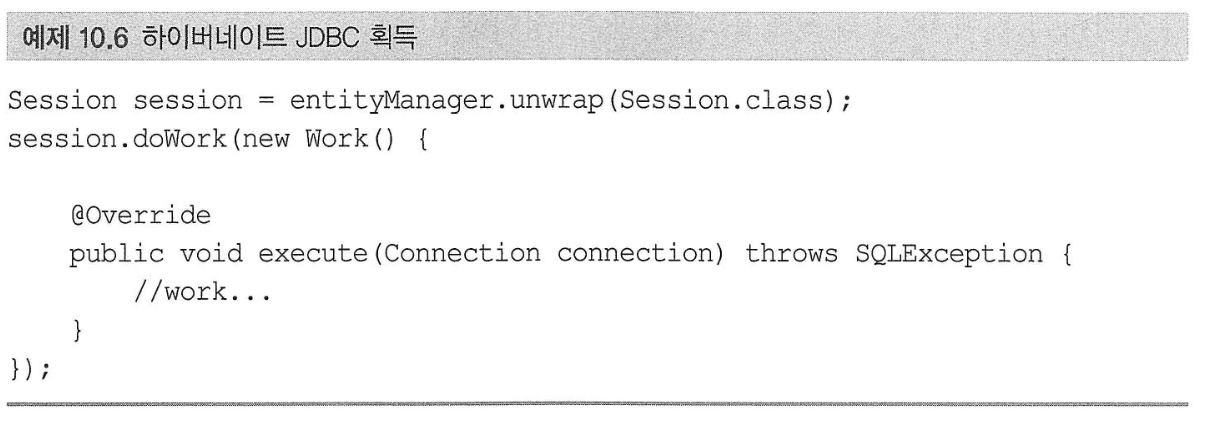 예제 10.6 하이버네이트 JDBC 획득
Session session = entityManager.unwrap(Session.class);
session.doWork(new Work() {
    @Override
    public void execute(Connection connection) throws SQLException {
        //work...
    }
});